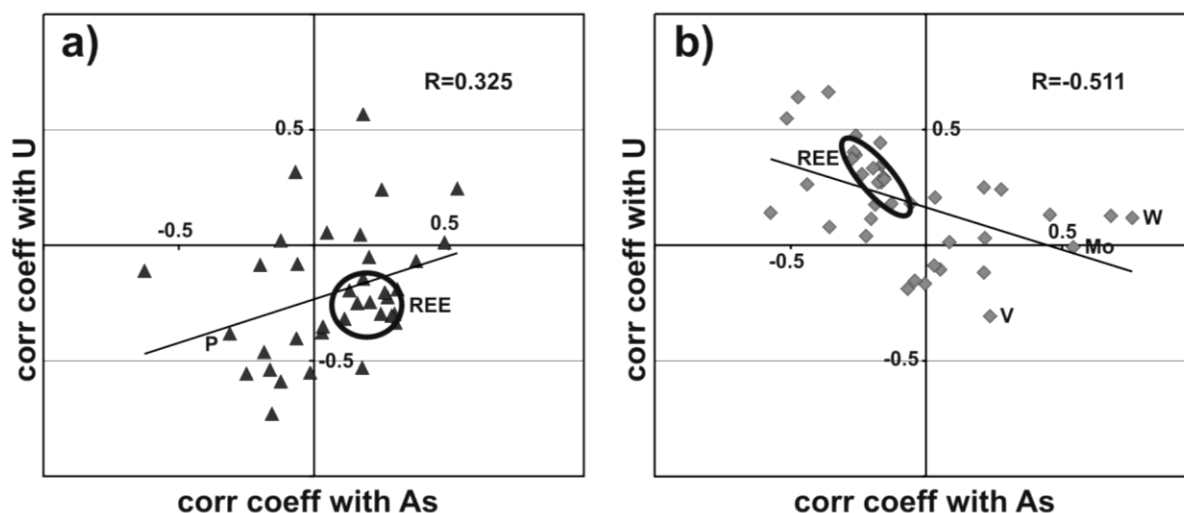 a)
R=0.325
0.5
corr coeff with U
-0.5
0.5
REE
P
-0.5
corr coeff with As
b)
R=-0.511
0.5
REE
corr coeff with U
W
0.5
Mo
-0.5
V
-0.5
corr coeff with As